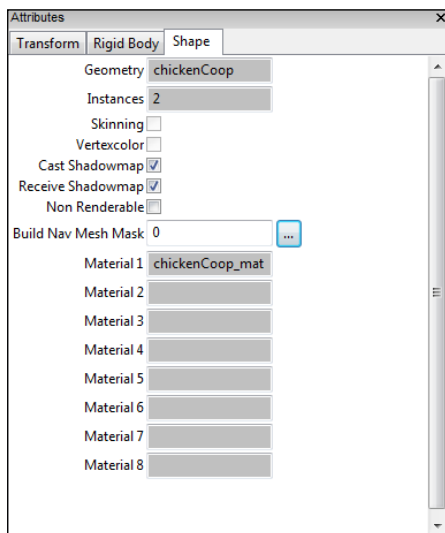 Attributes
Transform Rigid Body Shape
Geometry chickenCoop
Instances 2
Skinning
Vertexcolor
Cast Shadowmap
Receive Shadowmap
Non Renderable
Build Nav Mesh Mask 0 ...
Material 1 chickenCoop_mat
Material 2
Material 3
Material 4
Material 5
Material 6
Material 7
Material 8